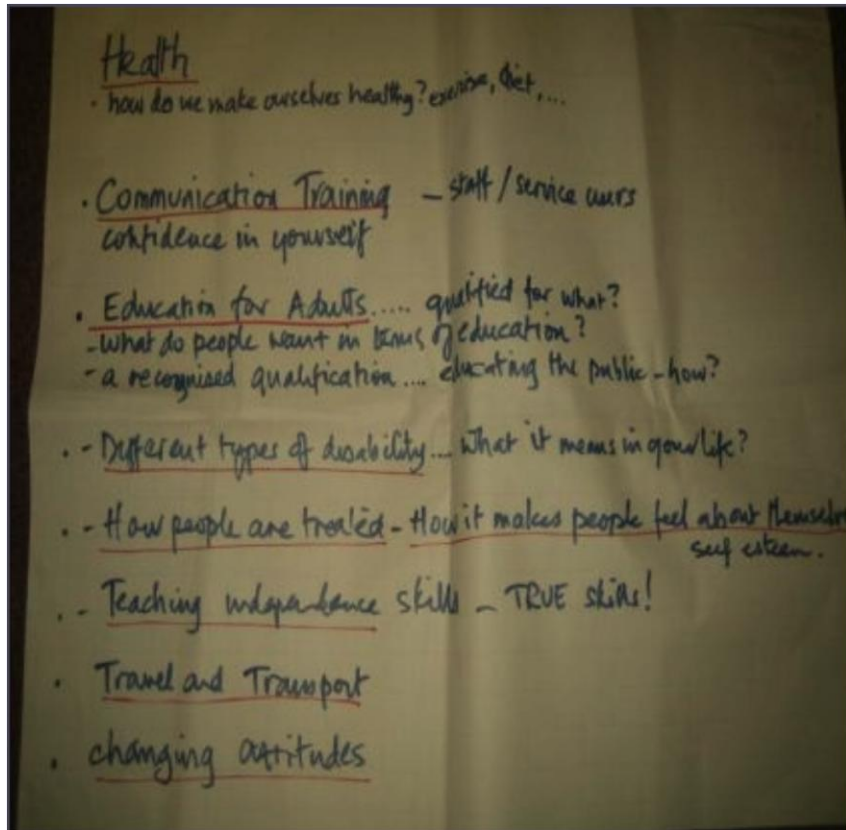 Health
· how do we make ourselves healthy? exercise, diet, ...
· Communication Training – staff / service users
confidence in yourself
· Education for Adults ..... qualified for what?
- what do people want in terms of education?
- a recognised qualification .... educating the public – how?
· - Different types of disability ... What it means in your life?
· - How people are treated – How it makes people feel about themselve
self esteem.
· - Teaching independence skills – TRUE skills!
· Travel and Transport
· changing attitudes